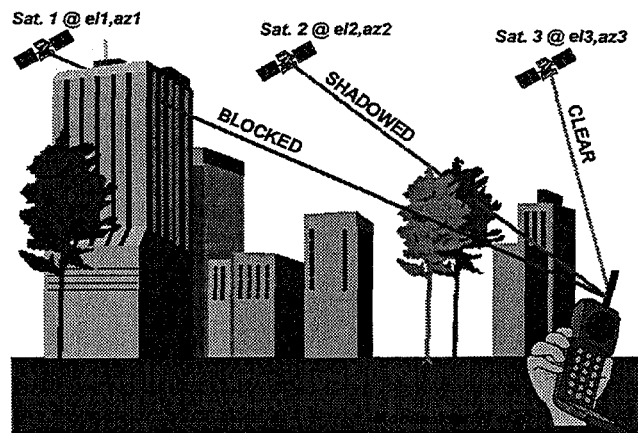 Sat. 1 @ el1,az1
Sat. 2 @ el2,az2
Sat. 3 @ el3,az3
BLOCKED
SHADOWED
CLEAR